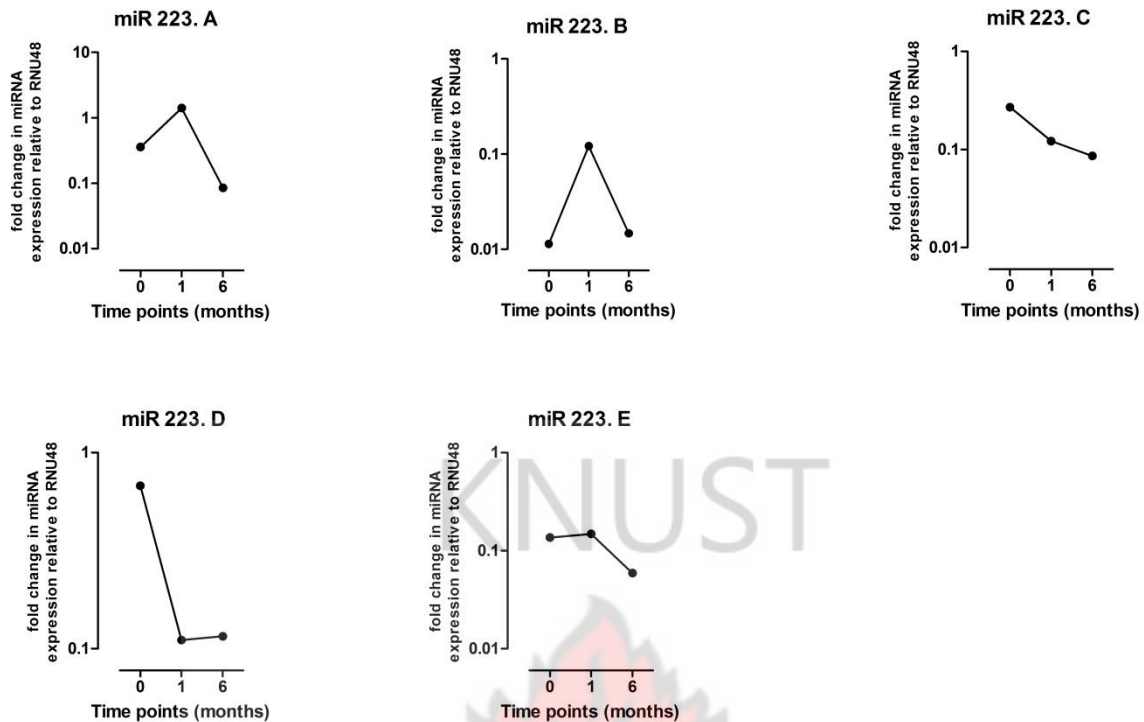 miR 223. A
fold change in miRNA
expression relative to RNU48
10
1
0.1
0.01
0 1 6
Time points (months)
miR 223. B
fold change in miRNA
expression relative to RNU48
1
0.1
0.01
0 1 6
Time points (months)
miR 223. C
fold change in miRNA
expression relative to RNU48
1
0.1
0.01
0 1 6
Time points (months)
miR 223. D
fold change in miRNA
expression relative to RNU48
1
0.1
0 1 6
Time points (months)
miR 223. E
fold change in miRNA
expression relative to RNU48
1
0.1
0.01
0 1 6
Time points (months)
KNUST